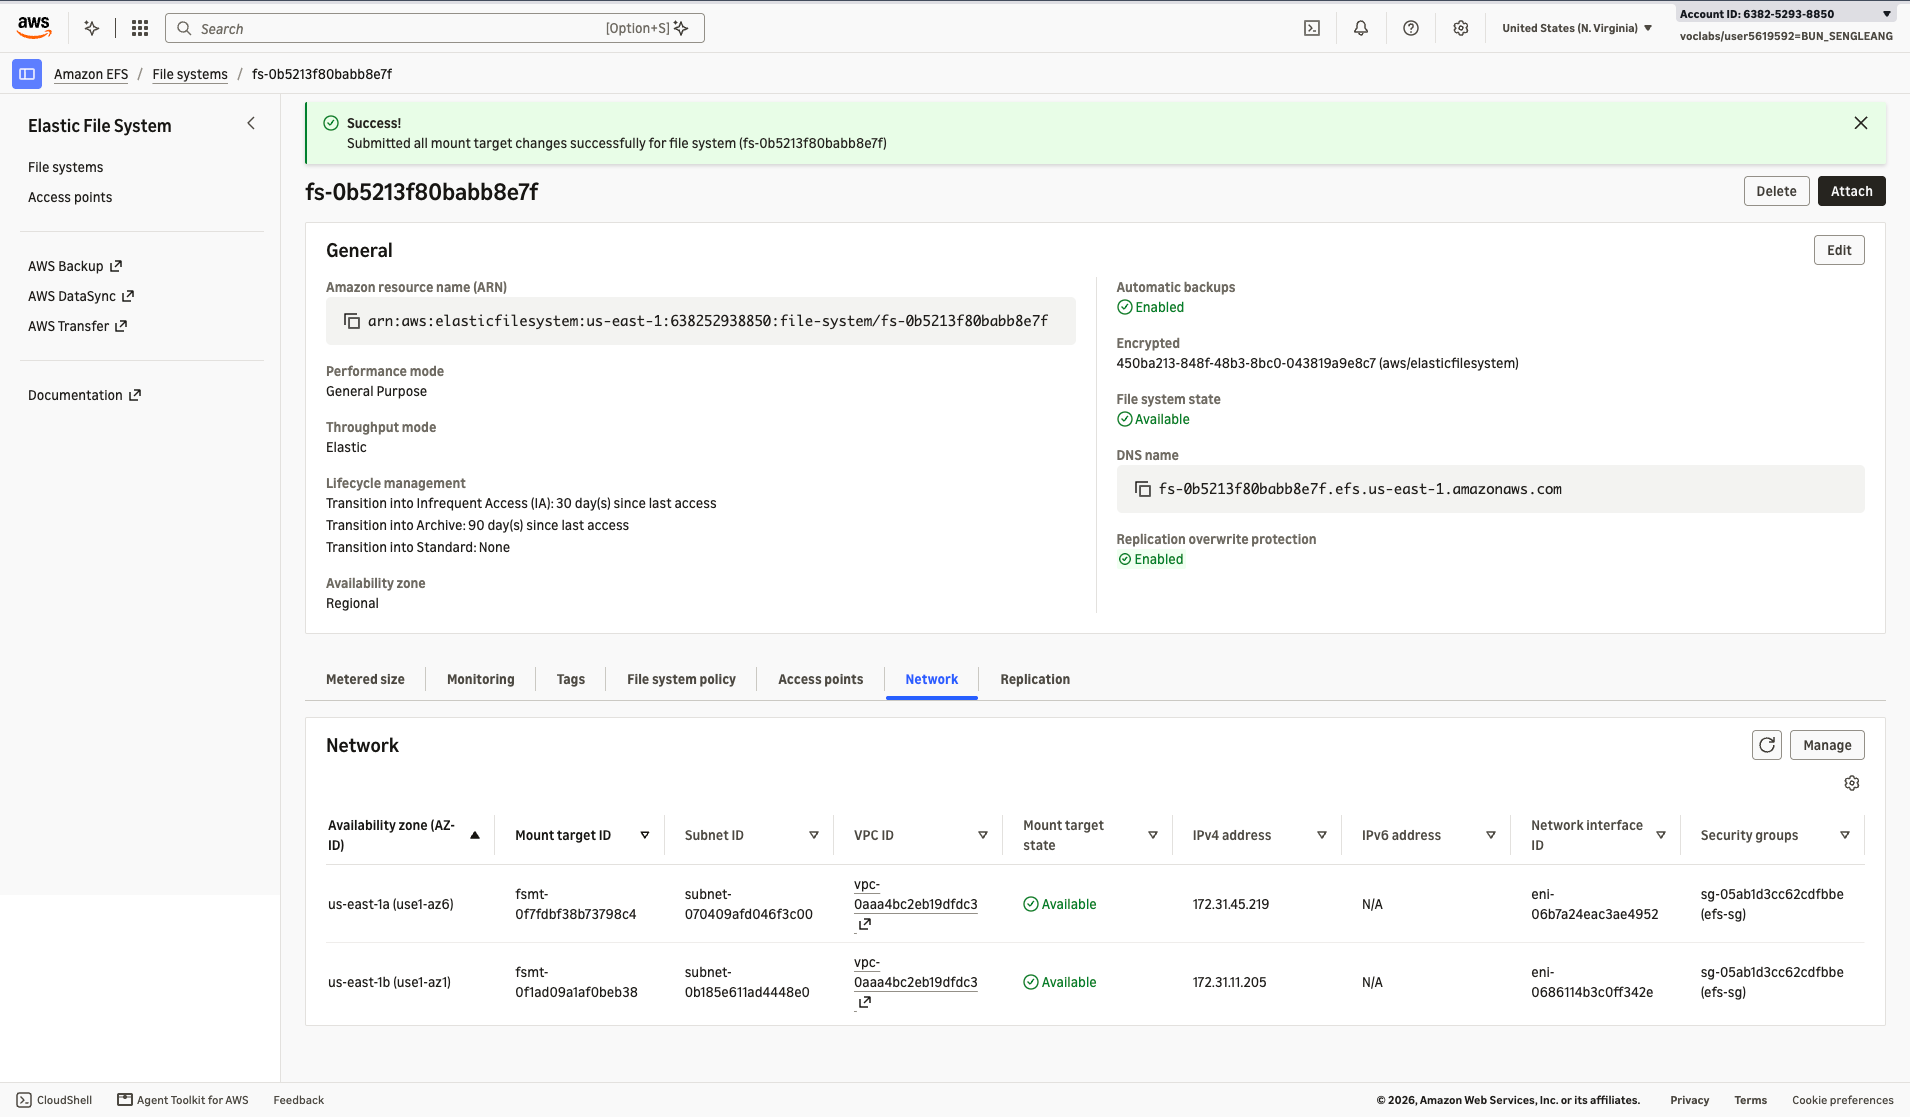 aws
Search
[Option+S]
United States (N. Virginia)
Account ID: 6382-5293-8850
voclabs/user5619592=BUN_SENGLEANG
Amazon EFS / File systems / fs-0b5213f80babb8e7f
Elastic File System
File systems
Access points
AWS Backup
AWS DataSync
AWS Transfer
Documentation
Success!
Submitted all mount target changes successfully for file system (fs-0b5213f80babb8e7f)
fs-0b5213f80babb8e7f
Delete
Attach
General
Edit
Amazon resource name (ARN)
arn:aws:elasticfilesystem:us-east-1:638252938850:file-system/fs-0b5213f80babb8e7f
Performance mode
General Purpose
Throughput mode
Elastic
Lifecycle management
Transition into Infrequent Access (IA): 30 day(s) since last access
Transition into Archive: 90 day(s) since last access
Transition into Standard: None
Availability zone
Regional
Automatic backups
Enabled
Encrypted
450ba213-848f-48b3-8bc0-043819a9e8c7 (aws/elasticfilesystem)
File system state
Available
DNS name
fs-0b5213f80babb8e7f.efs.us-east-1.amazonaws.com
Replication overwrite protection
Enabled
Metered size
Monitoring
Tags
File system policy
Access points
Network
Replication
Network
Manage
Availability zone (AZ-
ID)
Mount target ID
Subnet ID
VPC ID
Mount target
state
IPv4 address
IPv6 address
Network interface
ID
Security groups
us-east-1a (use1-az6)
fsmt-
0f7fdbf38b73798c4
subnet-
070409afd046f3c00
vpc-
0aaa4bc2eb19dfdc3
Available
172.31.45.219
N/A
eni-
06b7a24eac3ae4952
sg-05ab1d3cc62cdfbbe
(efs-sg)
us-east-1b (use1-az1)
fsmt-
0f1ad09a1af0beb38
subnet-
0b185e611ad4448e0
vpc-
0aaa4bc2eb19dfdc3
Available
172.31.11.205
N/A
eni-
0686114b3c0ff342e
sg-05ab1d3cc62cdfbbe
(efs-sg)
CloudShell
Agent Toolkit for AWS
Feedback
© 2026, Amazon Web Services, Inc. or its affiliates.
Privacy
Terms
Cookie preferences